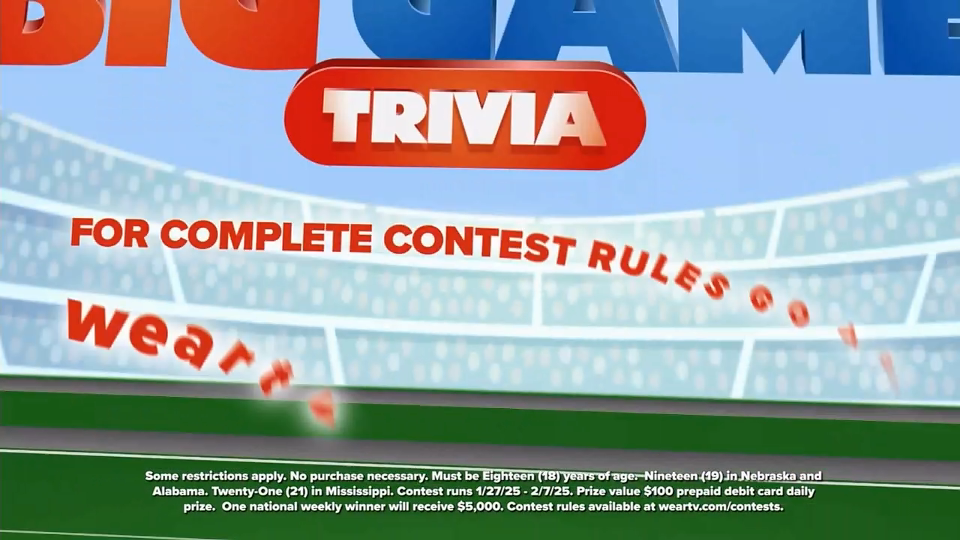 BIG GAME
TRIVIA
FOR COMPLETE CONTEST RULES GO T
weartv
Some restrictions apply. No purchase necessary. Must be Eighteen (18) years of age. Nineteen (19) in Nebraska and
Alabama. Twenty-One (21) in Mississippi. Contest runs 1/27/25 - 2/7/25. Prize value $100 prepaid debit card daily
prize. One national weekly winner will receive $5,000. Contest rules available at weartv.com/contests.